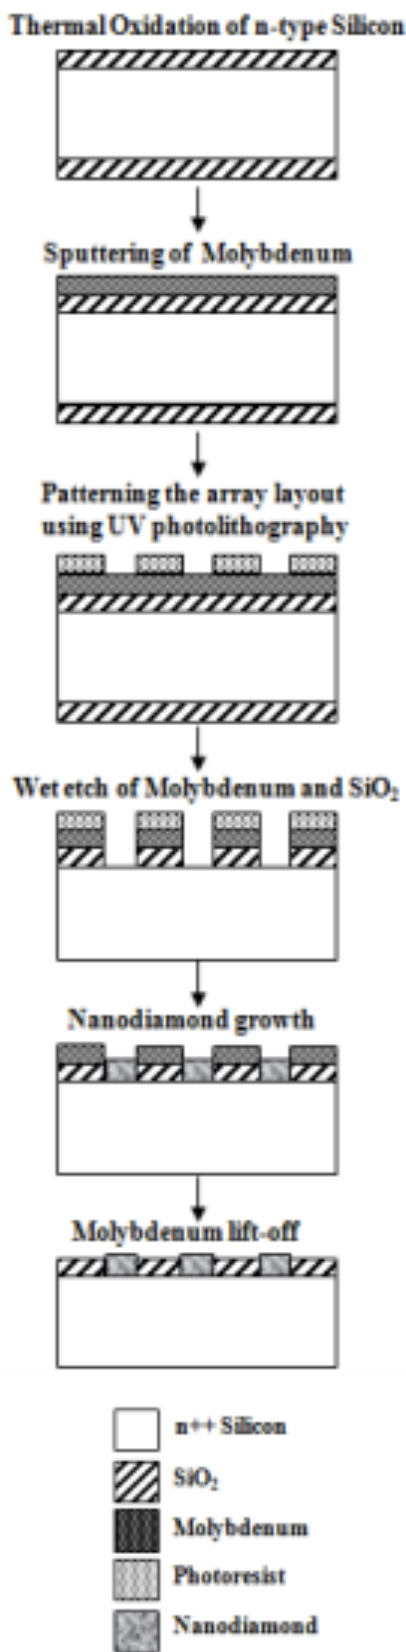 Thermal Oxidation of n-type Silicon
Sputtering of Molybdenum
Patterning the array layout
using UV photolithography
Wet etch of Molybdenum and SiO₂
Nanodiamond growth
Molybdenum lift-off
n++ Silicon
SiO₂
Molybdenum
Photoresist
Nanodiamond